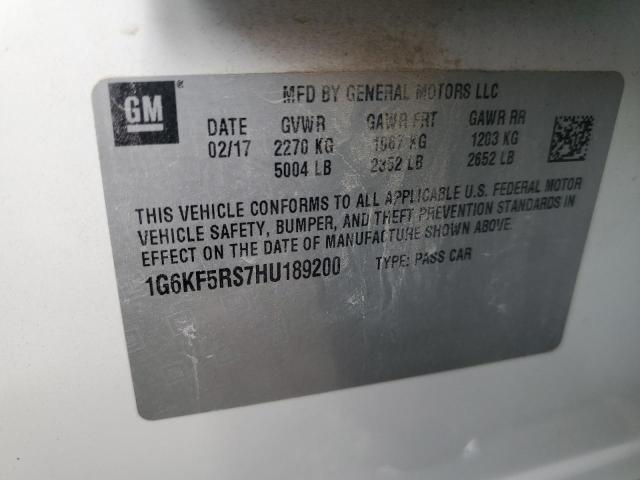 GM ®
MFD BY GENERAL MOTORS LLC
DATE GVWR GAWR FRT GAWR RR
02/17 2270 KG 1067 KG 1203 KG
5004 LB 2352 LB 2652 LB
THIS VEHICLE CONFORMS TO ALL APPLICABLE U.S. FEDERAL MOTOR
VEHICLE SAFETY, BUMPER, AND THEFT PREVENTION STANDARDS IN
EFFECT ON THE DATE OF MANUFACTURE SHOWN ABOVE.
1G6KF5RS7HU189200 TYPE: PASS CAR